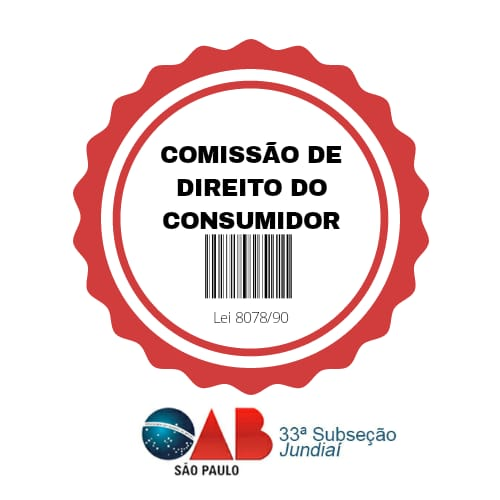 COMISSÃO DE
DIREITO DO
CONSUMIDOR
Lei 8078/90
OAB
SÃO PAULO
33ª Subseção
Jundiaí